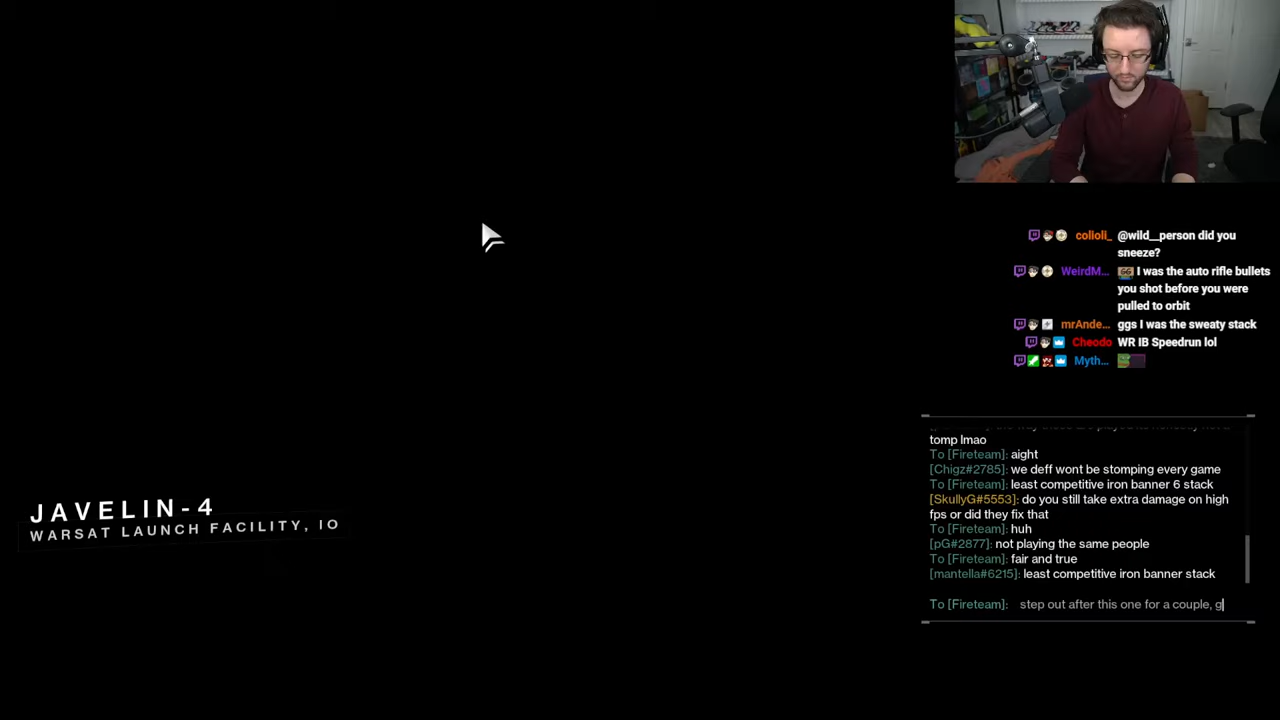 colioli_ @wild__person did you
sneeze?
WeirdM... GG I was the auto rifle bullets
you shot before you were
pulled to orbit
mrAnde... ggs I was the sweaty stack
Cheodo WR IB Speedrun lol
Myth...
tomp lmao
To [Fireteam]: aight
[Chigz#2785]: we deff wont be stomping every game
To [Fireteam]: least competitive iron banner 6 stack
[SkullyG#5553]: do you still take extra damage on high
fps or did they fix that
To [Fireteam]: huh
[pG#2877]: not playing the same people
To [Fireteam]: fair and true
[mantella#6215]: least competitive iron banner stack
To [Fireteam]: step out after this one for a couple, g
JAVELIN-4
WARSAT LAUNCH FACILITY, IO